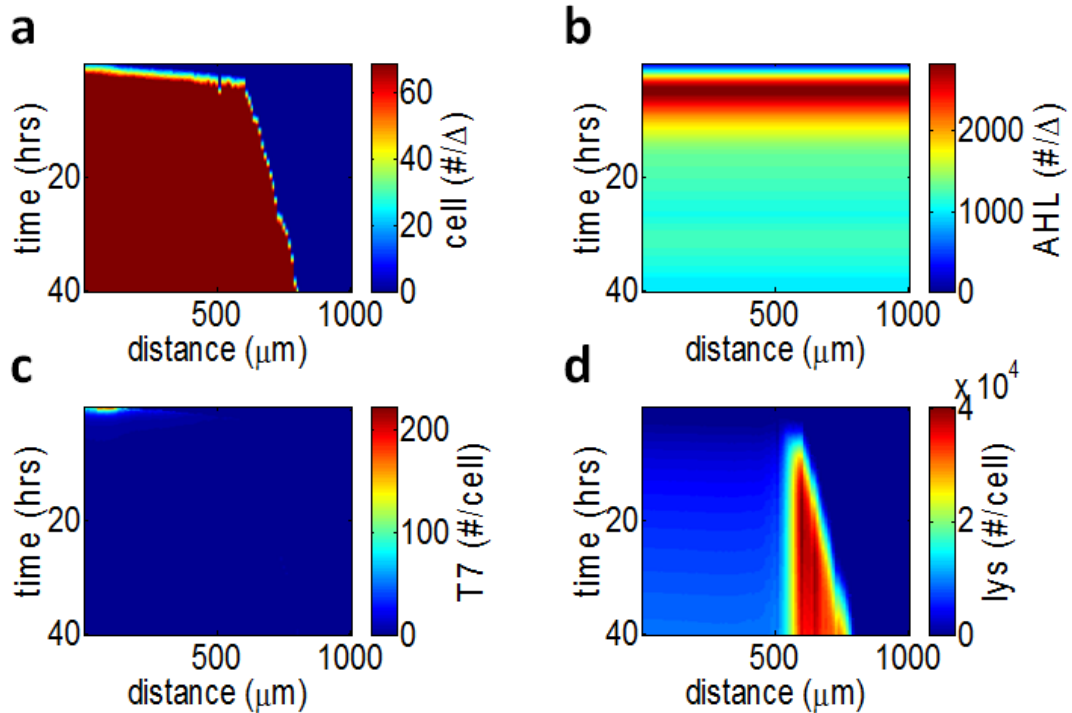 a
time (hrs)
20
40
500
1000
distance (μm)
60
40
20
0
cell (#/Δ)
b
time (hrs)
20
40
500
1000
distance (μm)
2000
1000
0
AHL (#/Δ)
c
time (hrs)
20
40
500
1000
distance (μm)
200
100
0
T7 (#/cell)
d
time (hrs)
20
40
500
1000
distance (μm)
x 10⁴
4
2
0
lys (#/cell)